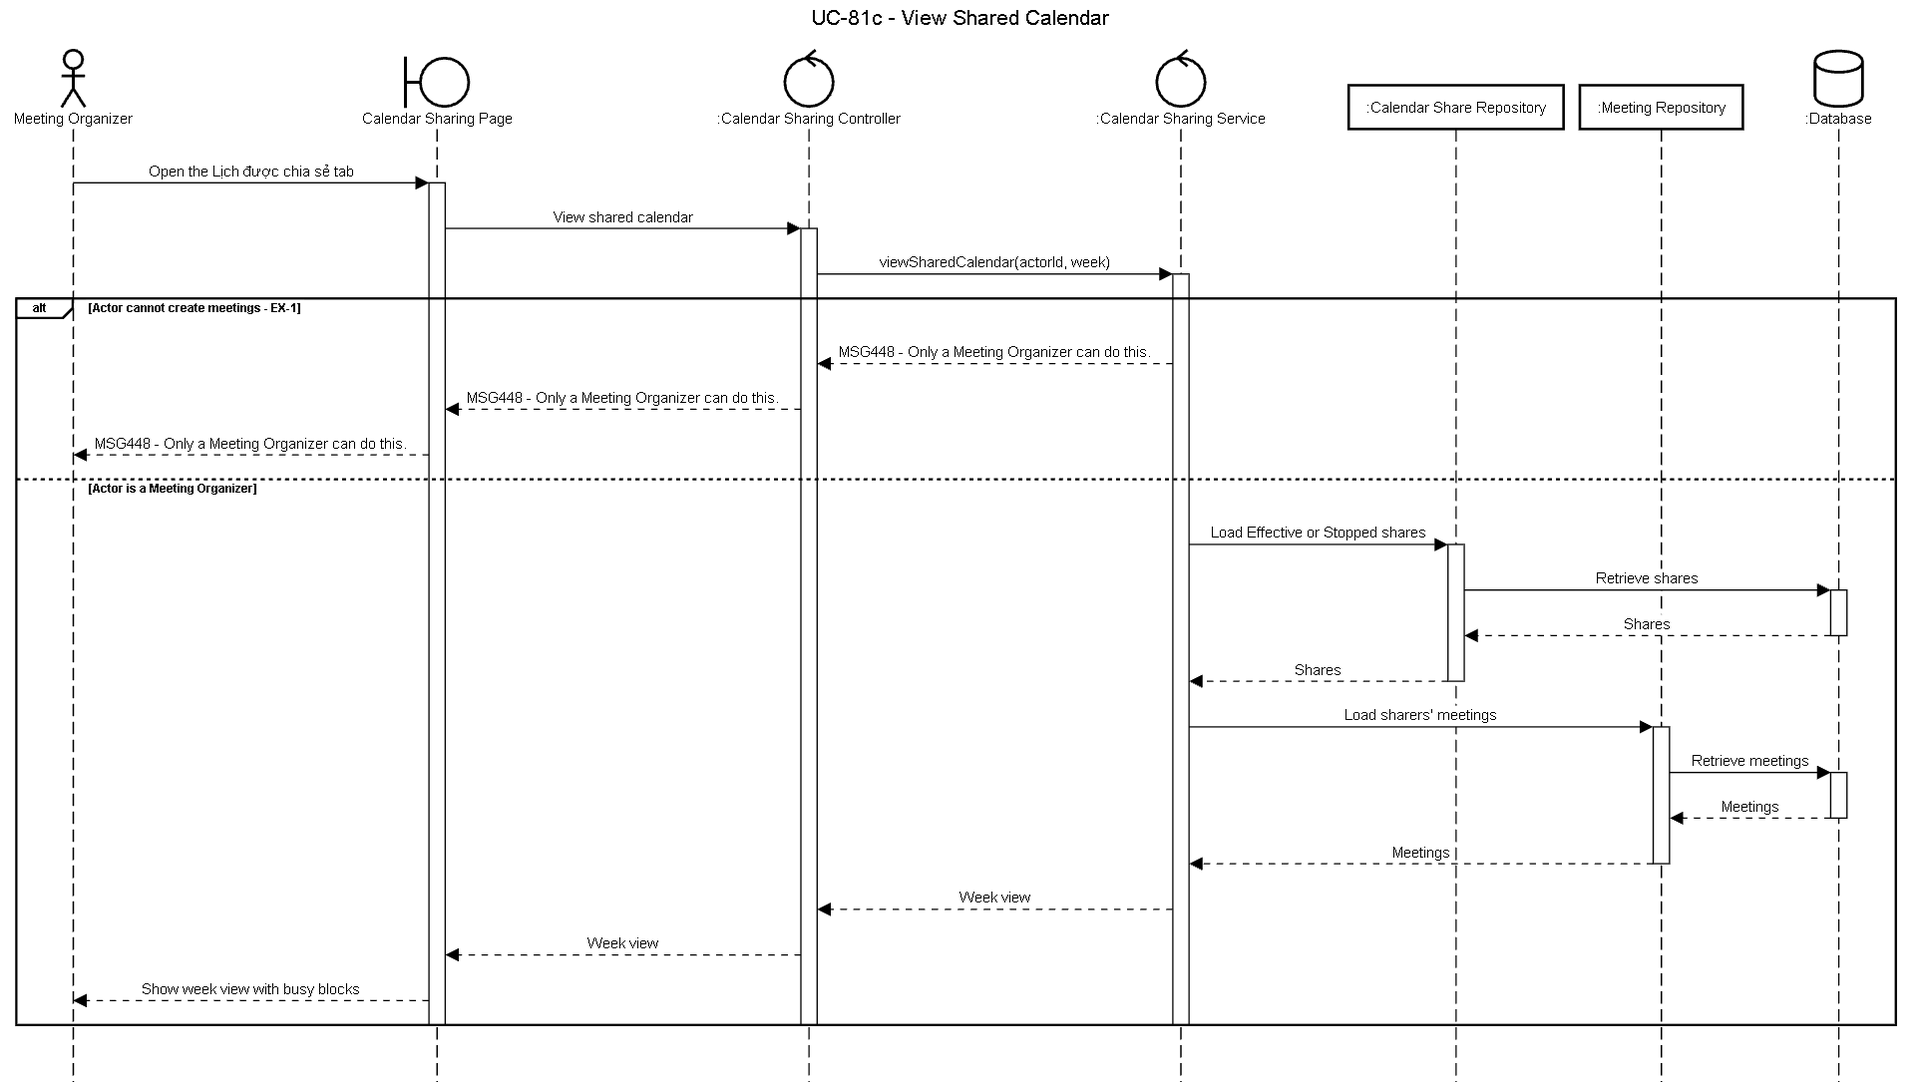 UC-81c - View Shared Calendar
Meeting Organizer
Calendar Sharing Page
:Calendar Sharing Controller
:Calendar Sharing Service
:Calendar Share Repository
:Meeting Repository
:Database
Open the Lịch được chia sẻ tab
View shared calendar
viewSharedCalendar(actorId, week)
alt
[Actor cannot create meetings - EX-1]
MSG448 - Only a Meeting Organizer can do this.
MSG448 - Only a Meeting Organizer can do this.
MSG448 - Only a Meeting Organizer can do this.
[Actor is a Meeting Organizer]
Load Effective or Stopped shares
Retrieve shares
Shares
Shares
Load sharers' meetings
Retrieve meetings
Meetings
Meetings
Week view
Week view
Show week view with busy blocks